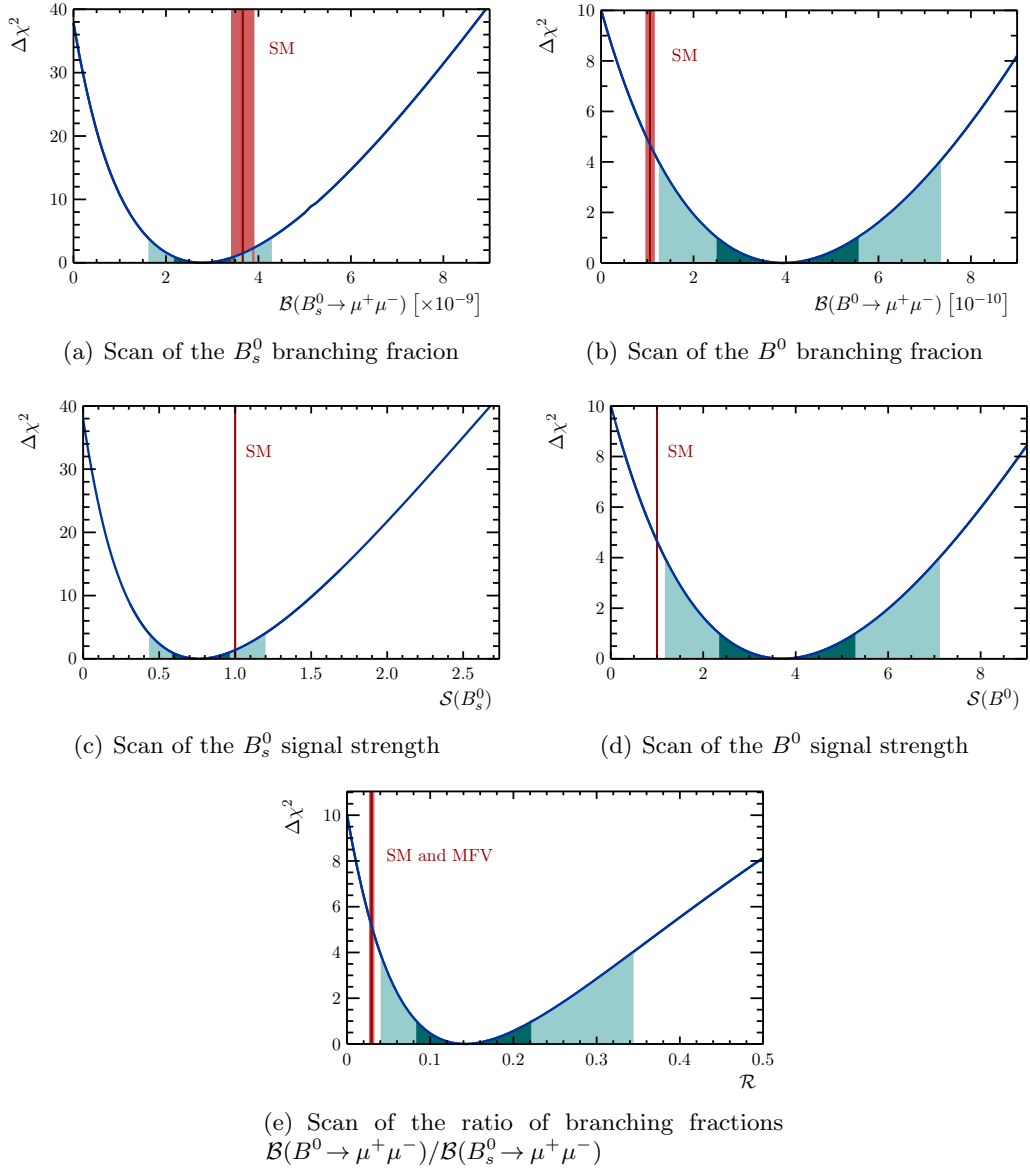 40
30
20
10
0
Δχ²
SM
0 2 4 6 8
B(B⁰ₛ → μ⁺μ⁻) [×10⁻⁹]
(a) Scan of the B⁰ₛ branching fracion
10
8
6
4
2
0
Δχ²
SM
0 2 4 6 8
B(B⁰ → μ⁺μ⁻) [10⁻¹⁰]
(b) Scan of the B⁰ branching fracion
40
30
20
10
0
Δχ²
SM
0 0.5 1.0 1.5 2.0 2.5
S(B⁰ₛ)
(c) Scan of the B⁰ₛ signal strength
10
8
6
4
2
0
Δχ²
SM
0 2 4 6 8
S(B⁰)
(d) Scan of the B⁰ signal strength
10
8
6
4
2
0
Δχ²
SM and MFV
0 0.1 0.2 0.3 0.4 0.5
R
(e) Scan of the ratio of branching fractions
B(B⁰ → μ⁺μ⁻)/B(B⁰ₛ → μ⁺μ⁻)